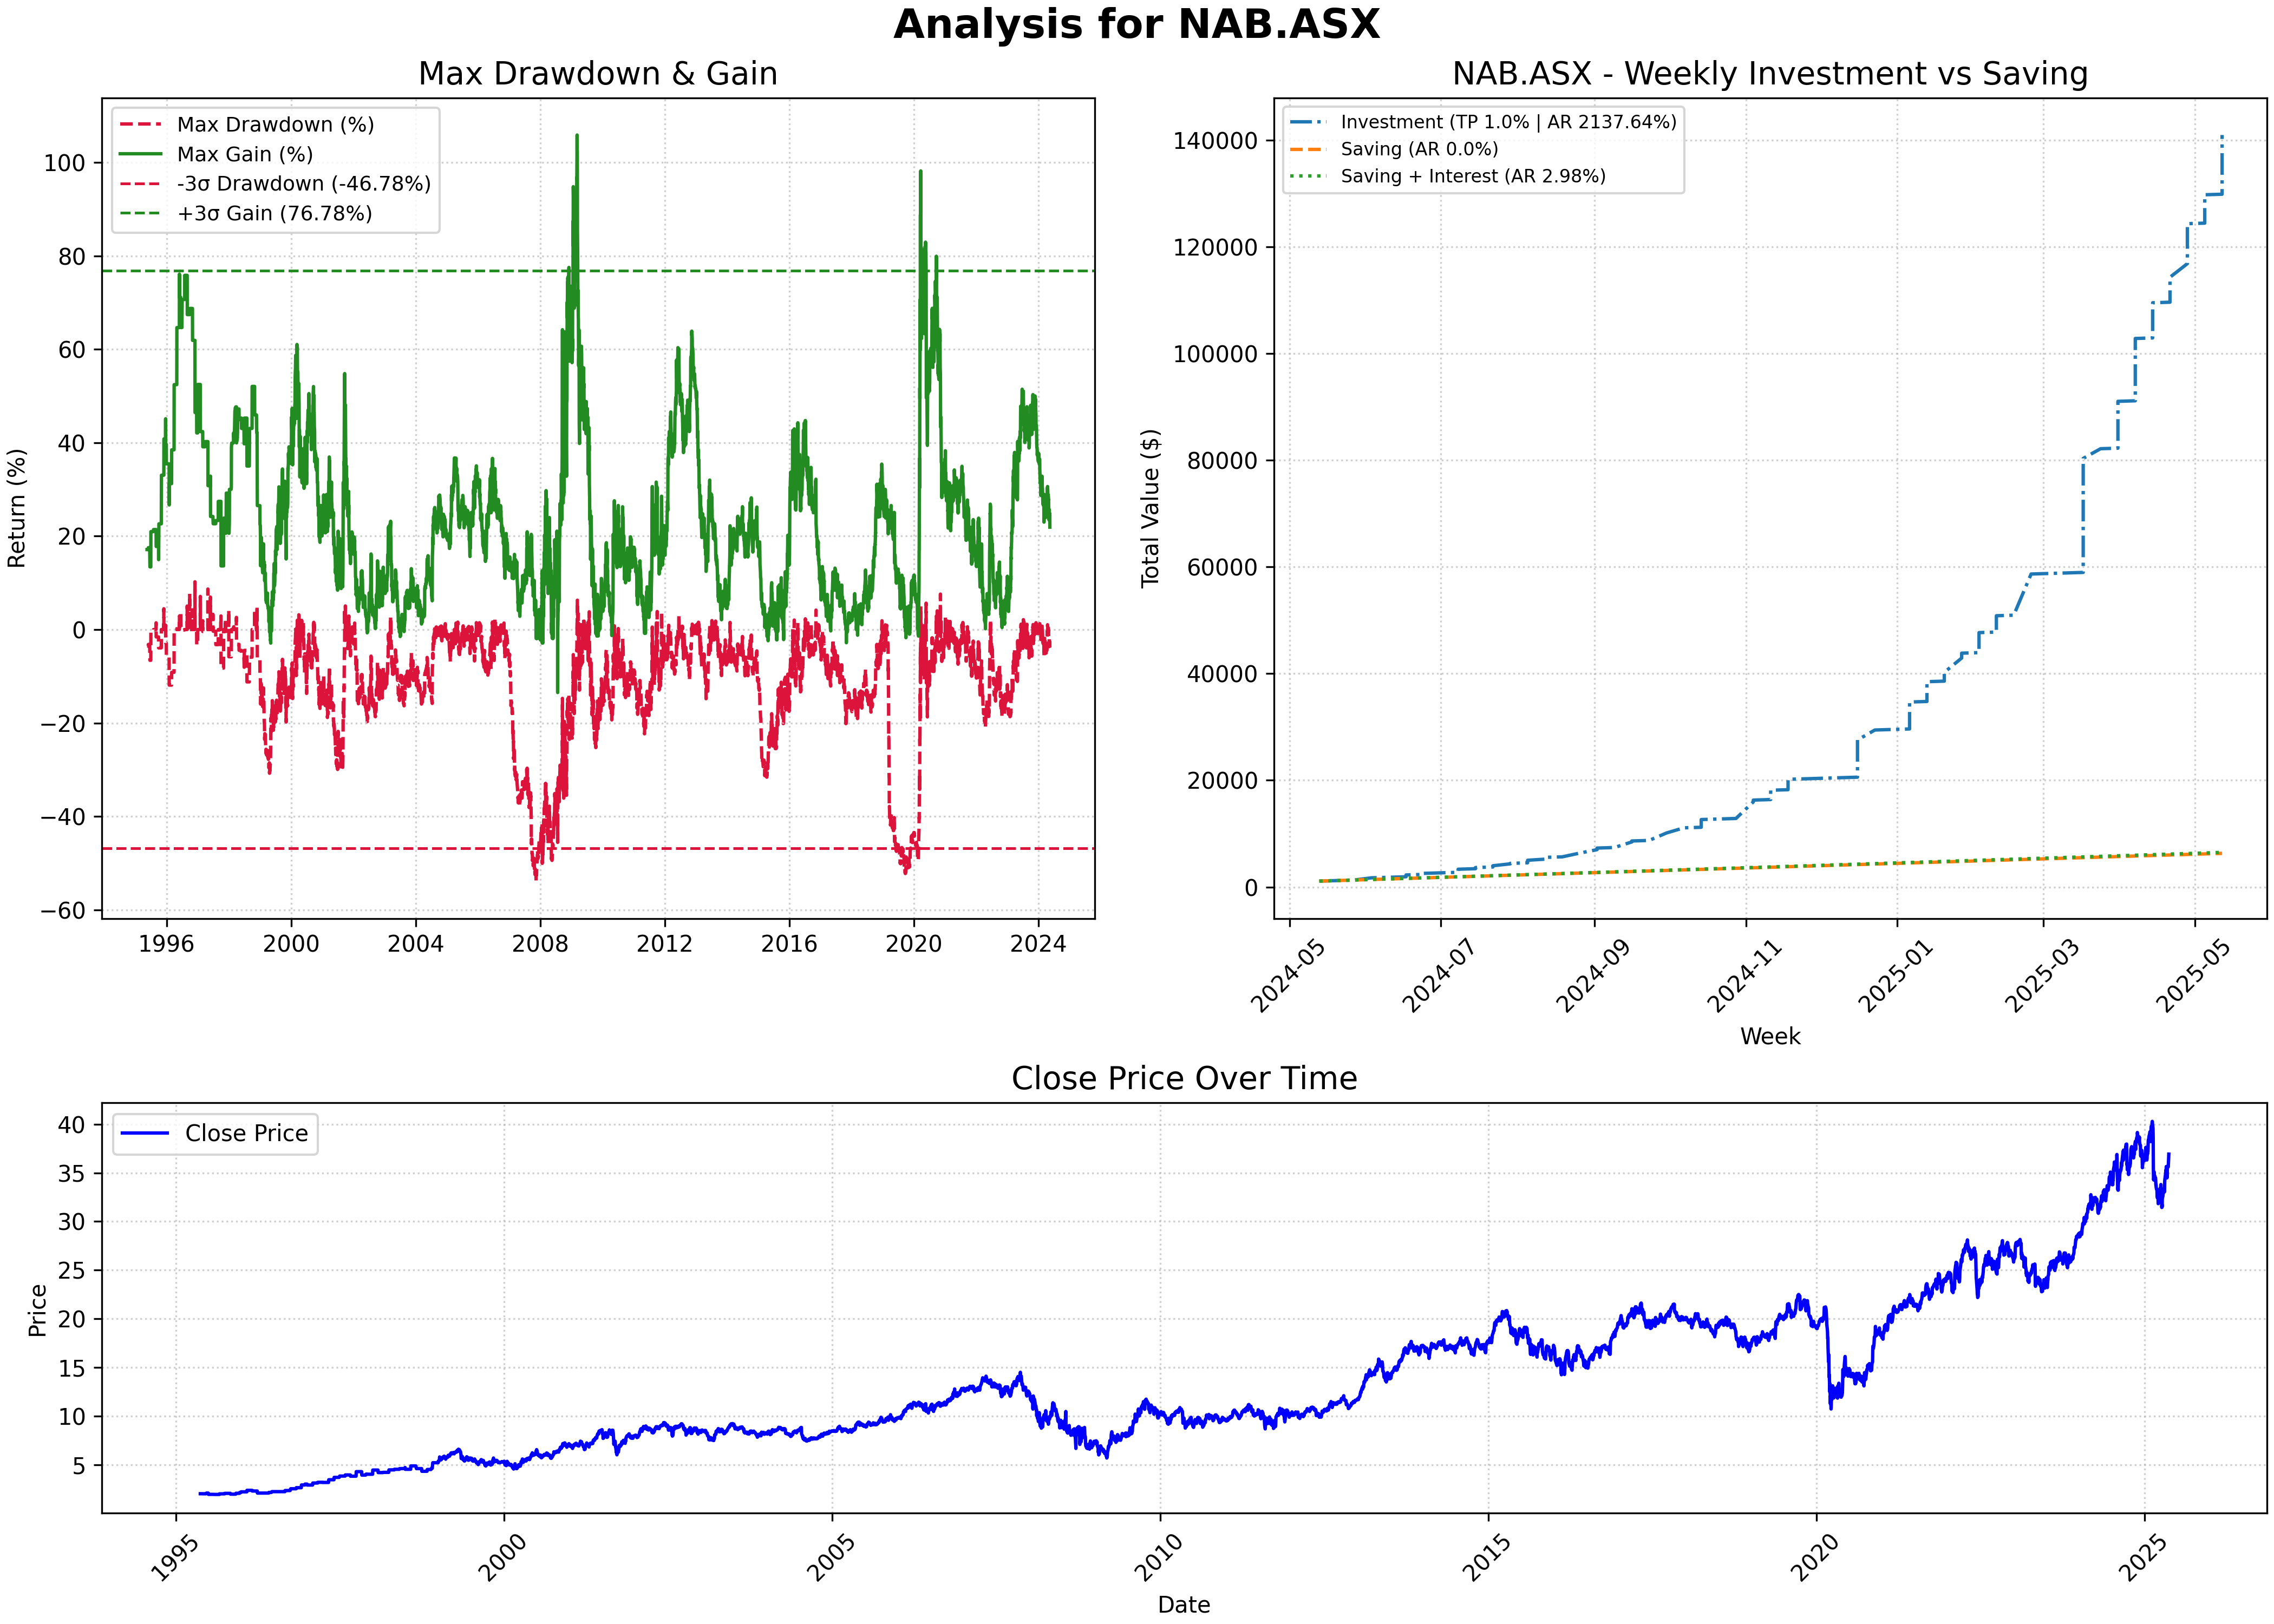 Analysis for NAB.ASX
Max Drawdown & Gain
Max Drawdown (%)
Max Gain (%)
-3σ Drawdown (-46.78%)
+3σ Gain (76.78%)
Return (%)
100
80
60
40
20
0
−20
−40
−60
1996
2000
2004
2008
2012
2016
2020
2024
NAB.ASX - Weekly Investment vs Saving
Investment (TP 1.0% | AR 2137.64%)
Saving (AR 0.0%)
Saving + Interest (AR 2.98%)
Total Value ($)
140000
120000
100000
80000
60000
40000
20000
0
2024-05
2024-07
2024-09
2024-11
2025-01
2025-03
2025-05
Week
Close Price Over Time
Close Price
Price
40
35
30
25
20
15
10
5
1995
2000
2005
2010
2015
2020
2025
Date